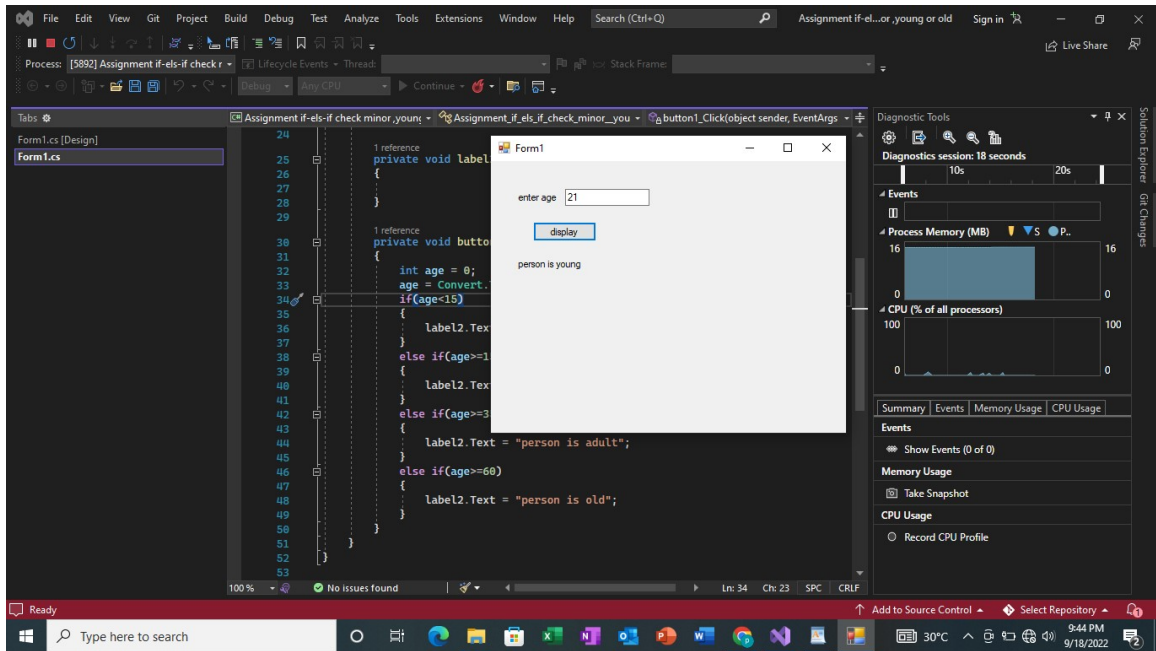 File Edit View Git Project Build Debug Test Analyze Tools Extensions Window Help Search (Ctrl+Q) Assignment if-el...or ,young or old Sign in
Live Share
Process: [5892] Assignment if-els-if check r Lifecycle Events Thread: Stack Frame:
Debug Any CPU Continue
Tabs
Form1.cs [Design]
Form1.cs
Assignment if-els-if check minor ,young Assignment_if_els_if_check_minor__you button1_Click(object sender, EventArgs
24
1 reference
25 private void label
26 {
27
28 }
29
1 reference
30 private void butto
31 {
32 int age = 0;
33 age = Convert.
34 if(age<15)
35 {
36 label2.Tex
37 }
38 else if(age>=1
39 {
40 label2.Tex
41 }
42 else if(age>=3
43 {
44 label2.Text = "person is adult";
45 }
46 else if(age>=60)
47 {
48 label2.Text = "person is old";
49 }
50 }
51 }
52 }
53
Form1
enter age 21
display
person is young
100 % No issues found Ln: 34 Ch: 23 SPC CRLF
Diagnostic Tools
Diagnostics session: 18 seconds
10s 20s
Events
Process Memory (MB) S P..
16 16
0 0
CPU (% of all processors)
100 100
0 0
Summary Events Memory Usage CPU Usage
Events
Show Events (0 of 0)
Memory Usage
Take Snapshot
CPU Usage
Record CPU Profile
Solution Explorer
Git Changes
Ready Add to Source Control Select Repository
Type here to search 30°C 9:44 PM
9/18/2022